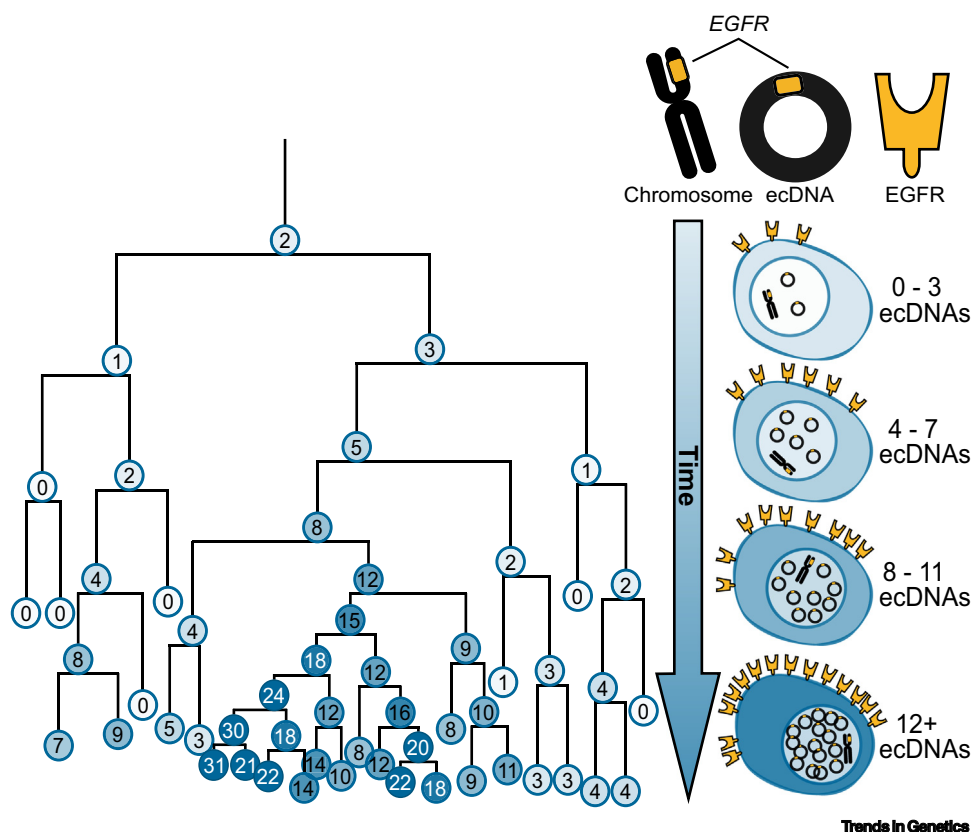 EGFR
Chromosome ecDNA EGFR
2
0 - 3
ecDNAs
1 3
5
4 - 7
ecDNAs
Time
0 2 1
8
2
12
4 0 2
0 0 0
8 - 11
ecDNAs
15
4
8 18 9
12 3
24 1 4
0 12 16 10 0
5 3 30 18 8
12+
ecDNAs
7 9 20
31 21 22 14 10 8 12 22 18 9 11 3 3 4 4
14
Trends in Genetics